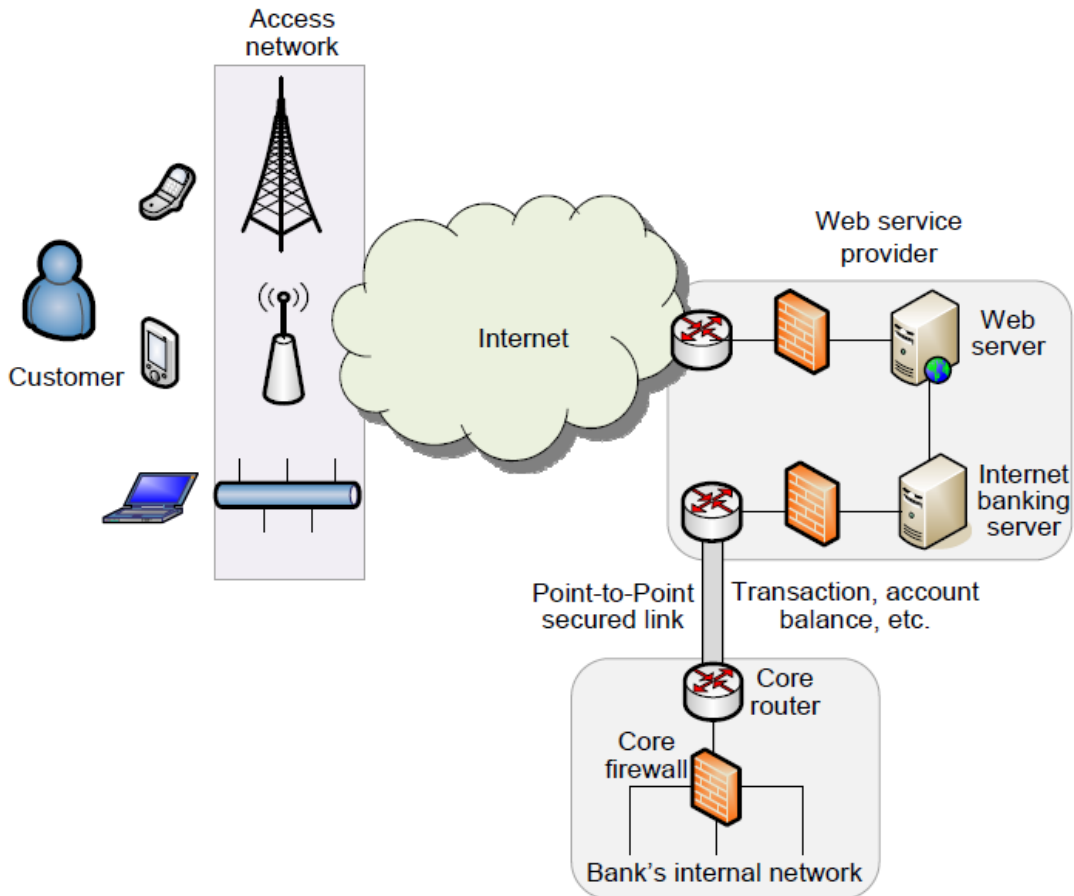 Access
network
Customer
Internet
Web service
provider
Web
server
Internet
banking
server
Point-to-Point
secured link
Transaction, account
balance, etc.
Core
router
Core
firewall
Bank's internal network